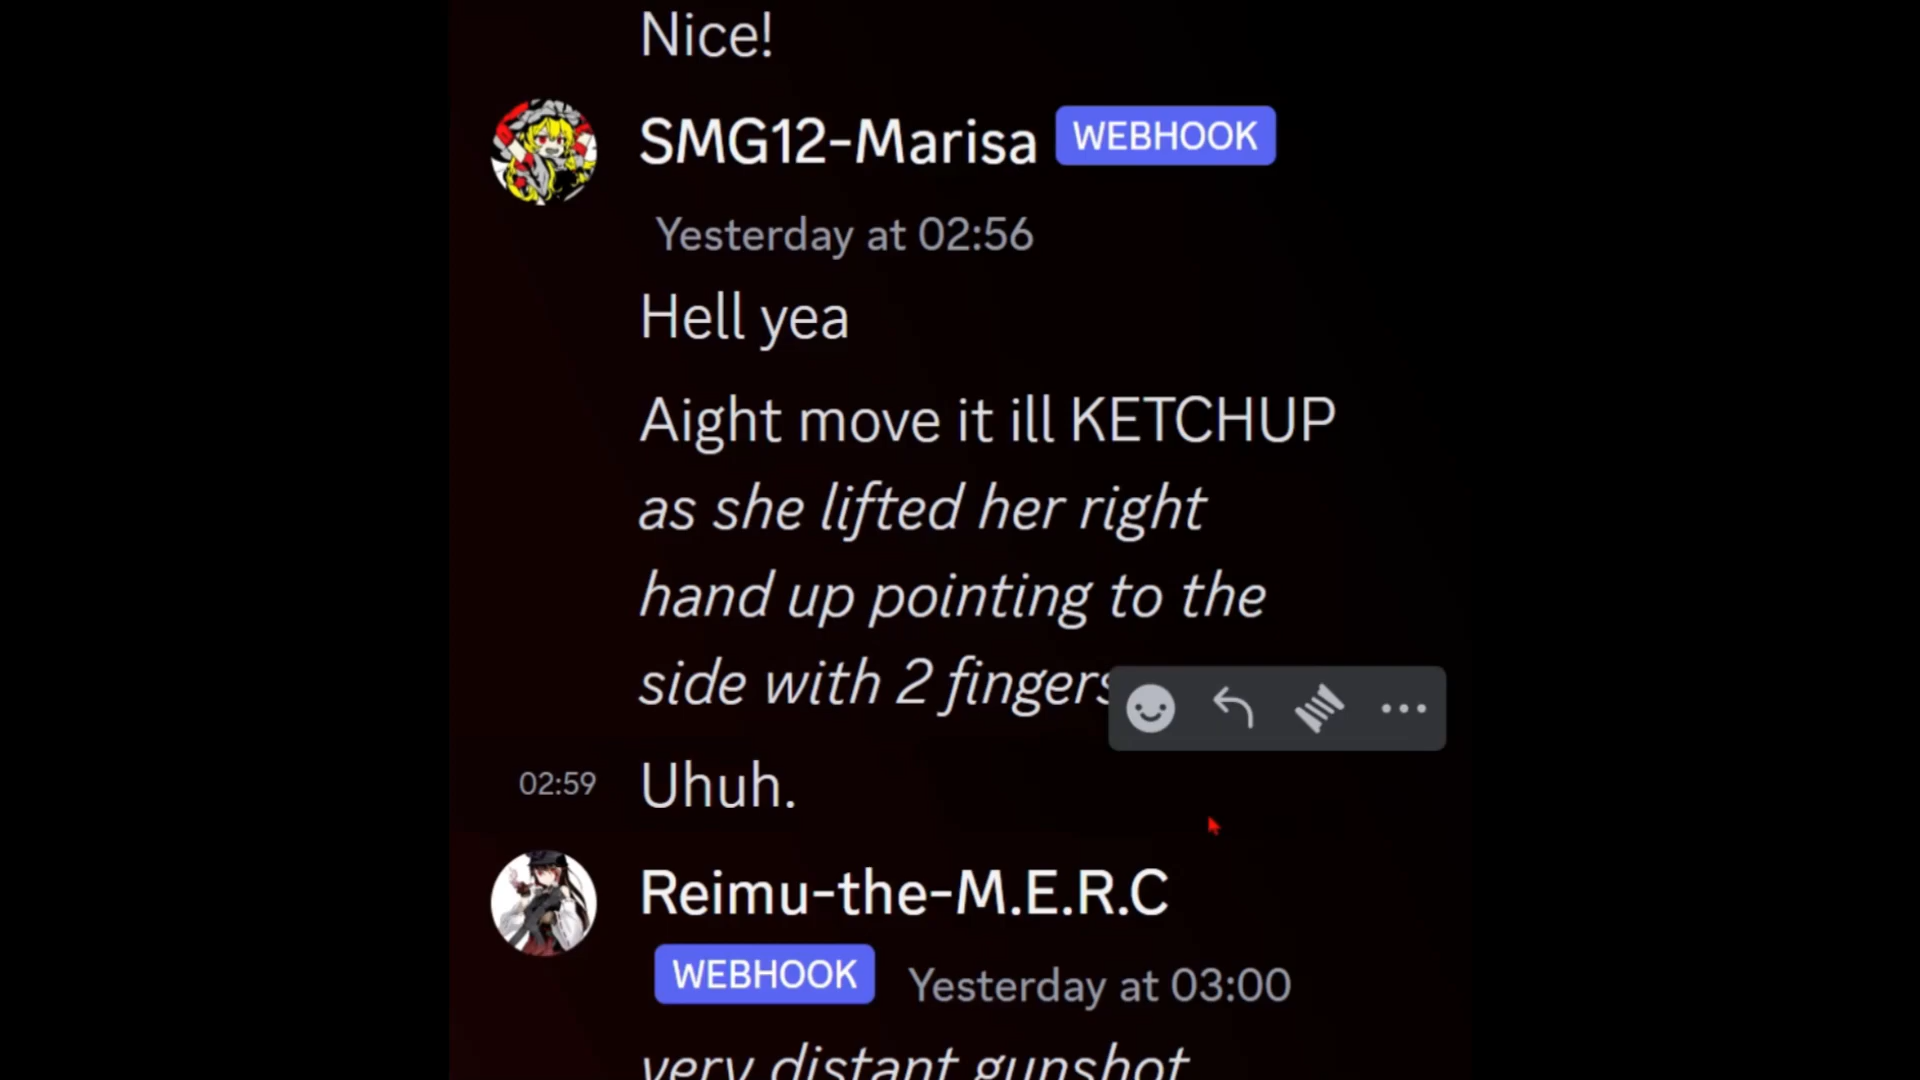 Nice!
SMG12-Marisa WEBHOOK
Yesterday at 02:56
Hell yea
Aight move it ill KETCHUP
as she lifted her right
hand up pointing to the
side with 2 fingers
02:59 Uhuh.
Reimu-the-M.E.R.C
WEBHOOK Yesterday at 03:00
very distant gunshot